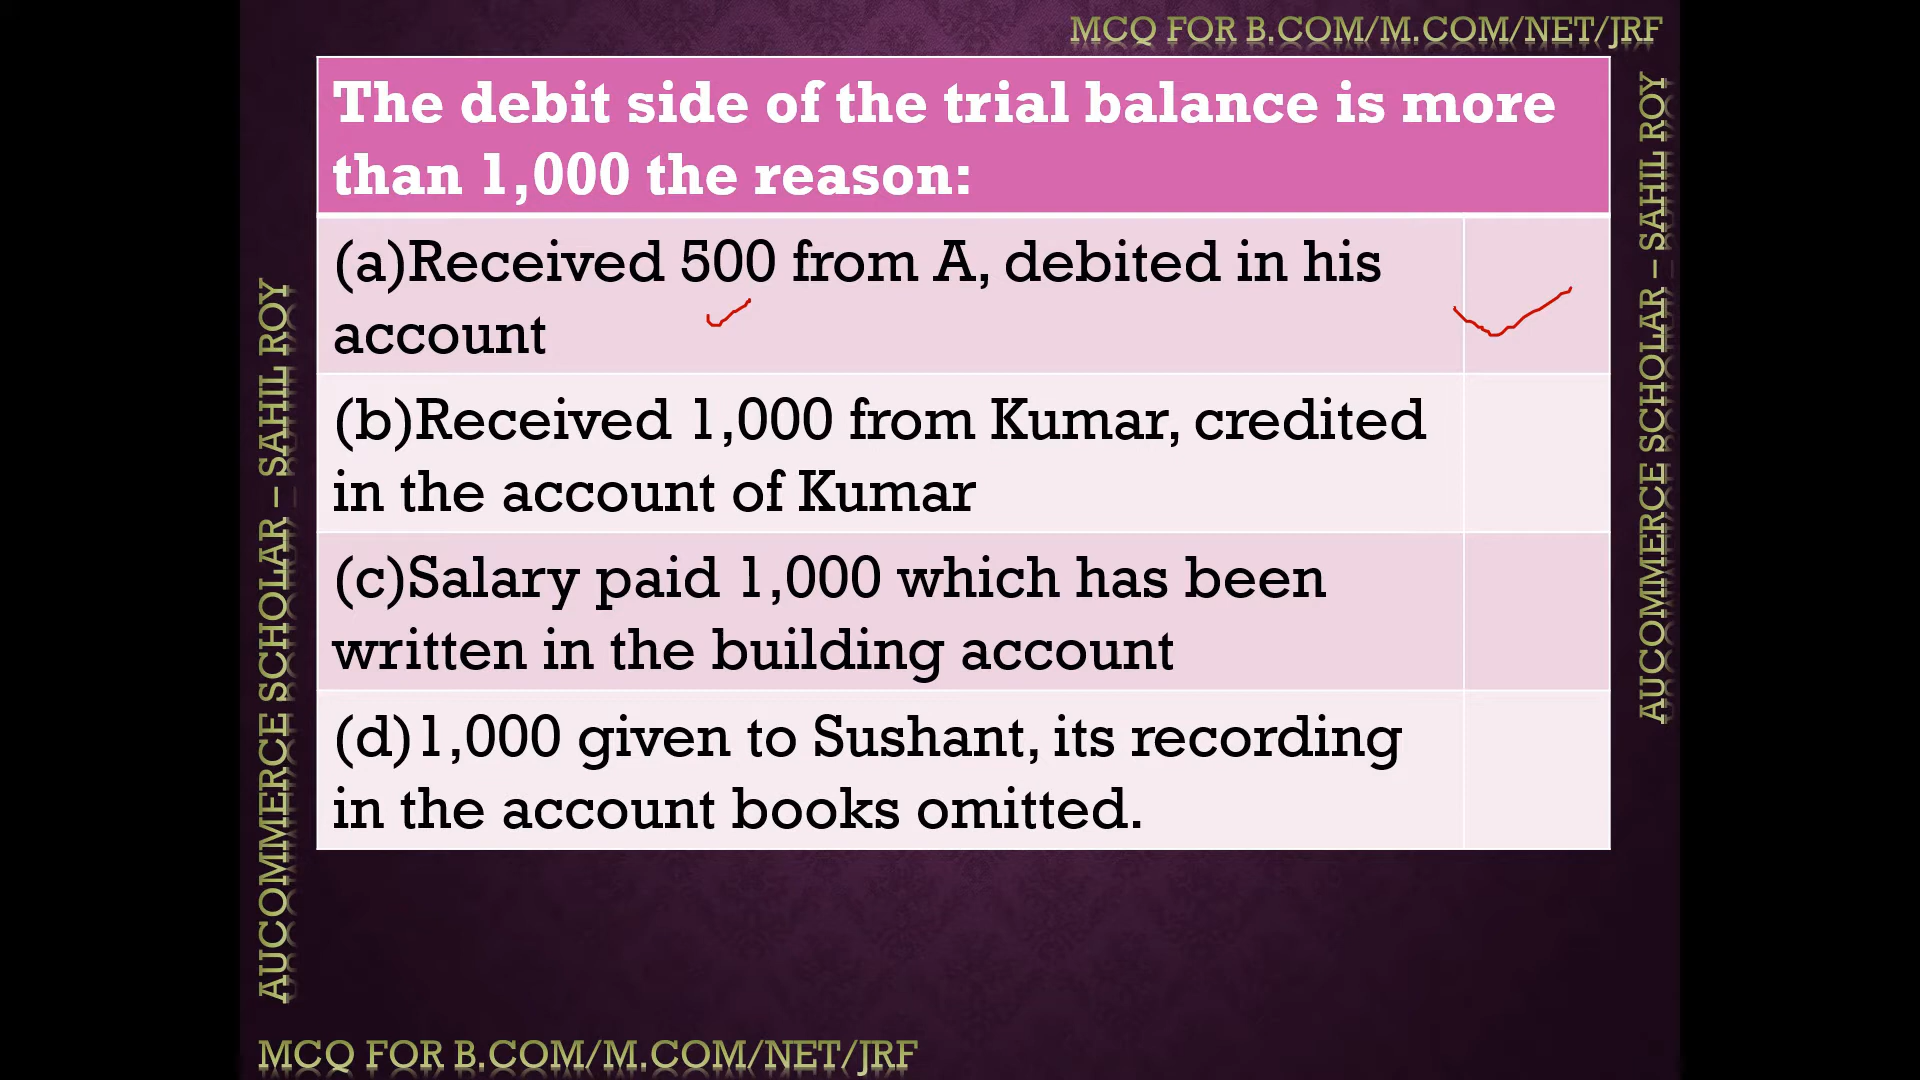 MCQ FOR B.COM/M.COM/NET/JRF
The debit side of the trial balance is more
than 1,000 the reason:
(a)Received 500 from A, debited in his
account
(b)Received 1,000 from Kumar, credited
in the account of Kumar
(c)Salary paid 1,000 which has been
written in the building account
(d)1,000 given to Sushant, its recording
in the account books omitted.
AUCOMMERCE SCHOLAR – SAHIL ROY
AUCOMMERCE SCHOLAR – SAHIL ROY
MCQ FOR B.COM/M.COM/NET/JRF